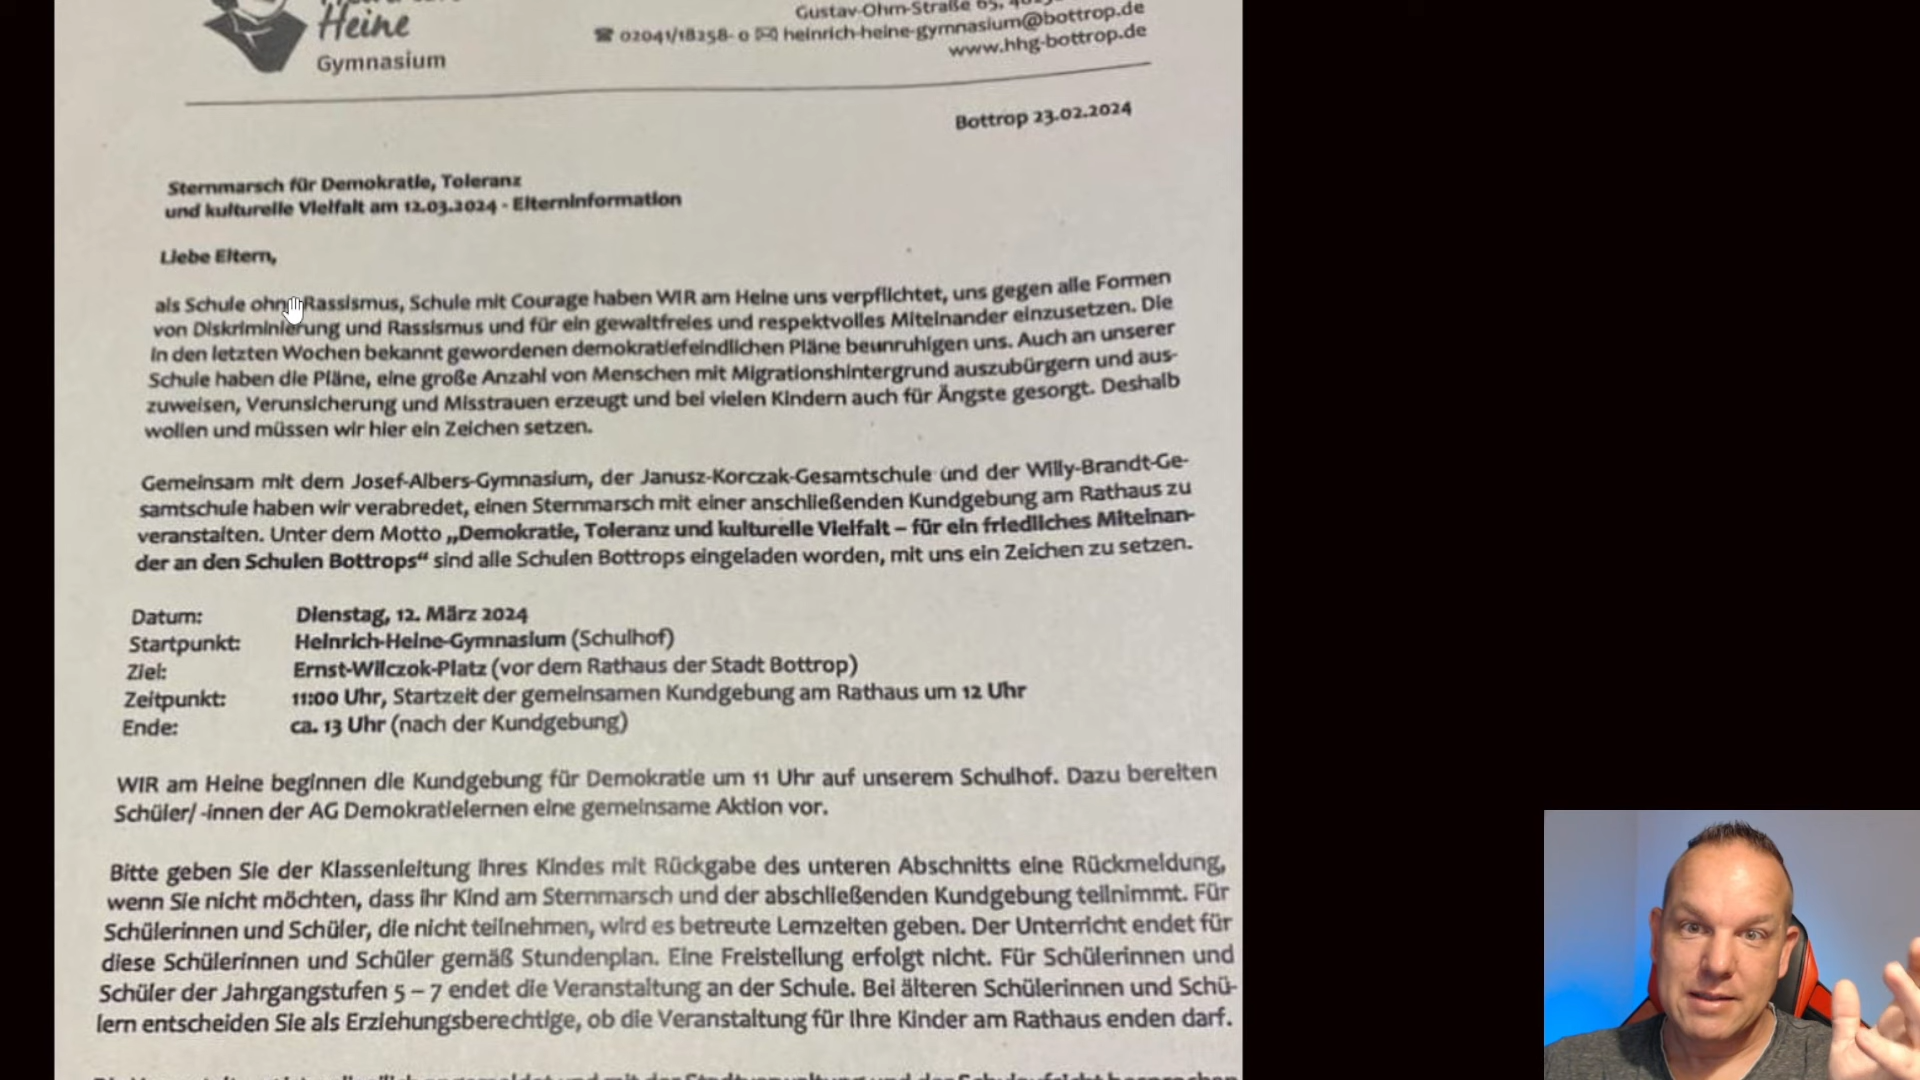 Heine
Gymnasium
Gustav-Ohm-Straße 65,
☎ 02041/18258- 0 ✉ heinrich-heine-gymnasium@bottrop.de
www.hhg-bottrop.de
Bottrop 23.02.2024
Sternmarsch für Demokratie, Toleranz
und kulturelle Vielfalt am 12.03.2024 - Elterninformation
Liebe Eltern,
als Schule ohne Rassismus, Schule mit Courage haben WIR am Heine uns verpflichtet, uns gegen alle Formen
von Diskriminierung und Rassismus und für ein gewaltfreies und respektvolles Miteinander einzusetzen. Die
in den letzten Wochen bekannt gewordenen demokratiefeindlichen Pläne beunruhigen uns. Auch an unserer
Schule haben die Pläne, eine große Anzahl von Menschen mit Migrationshintergrund auszubürgern und aus-
zuweisen, Verunsicherung und Misstrauen erzeugt und bei vielen Kindern auch für Ängste gesorgt. Deshalb
wollen und müssen wir hier ein Zeichen setzen.
Gemeinsam mit dem Josef-Albers-Gymnasium, der Janusz-Korczak-Gesamtschule und der Willy-Brandt-Ge-
samtschule haben wir verabredet, einen Sternmarsch mit einer anschließenden Kundgebung am Rathaus zu
veranstalten. Unter dem Motto „Demokratie, Toleranz und kulturelle Vielfalt – für ein friedliches Miteinan-
der an den Schulen Bottrops“ sind alle Schulen Bottrops eingeladen worden, mit uns ein Zeichen zu setzen.
Datum: Dienstag, 12. März 2024
Startpunkt: Heinrich-Heine-Gymnasium (Schulhof)
Ziel: Ernst-Wilczok-Platz (vor dem Rathaus der Stadt Bottrop)
Zeitpunkt: 11:00 Uhr, Startzeit der gemeinsamen Kundgebung am Rathaus um 12 Uhr
Ende: ca. 13 Uhr (nach der Kundgebung)
WIR am Heine beginnen die Kundgebung für Demokratie um 11 Uhr auf unserem Schulhof. Dazu bereiten
Schüler/ -innen der AG Demokratielernen eine gemeinsame Aktion vor.
Bitte geben Sie der Klassenleitung Ihres Kindes mit Rückgabe des unteren Abschnitts eine Rückmeldung,
wenn Sie nicht möchten, dass ihr Kind am Sternmarsch und der abschließenden Kundgebung teilnimmt. Für
Schülerinnen und Schüler, die nicht teilnehmen, wird es betreute Lernzeiten geben. Der Unterricht endet für
diese Schülerinnen und Schüler gemäß Stundenplan. Eine Freistellung erfolgt nicht. Für Schülerinnen und
Schüler der Jahrgangstufen 5 – 7 endet die Veranstaltung an der Schule. Bei älteren Schülerinnen und Schü-
lern entscheiden Sie als Erziehungsberechtige, ob die Veranstaltung für Ihre Kinder am Rathaus enden darf.